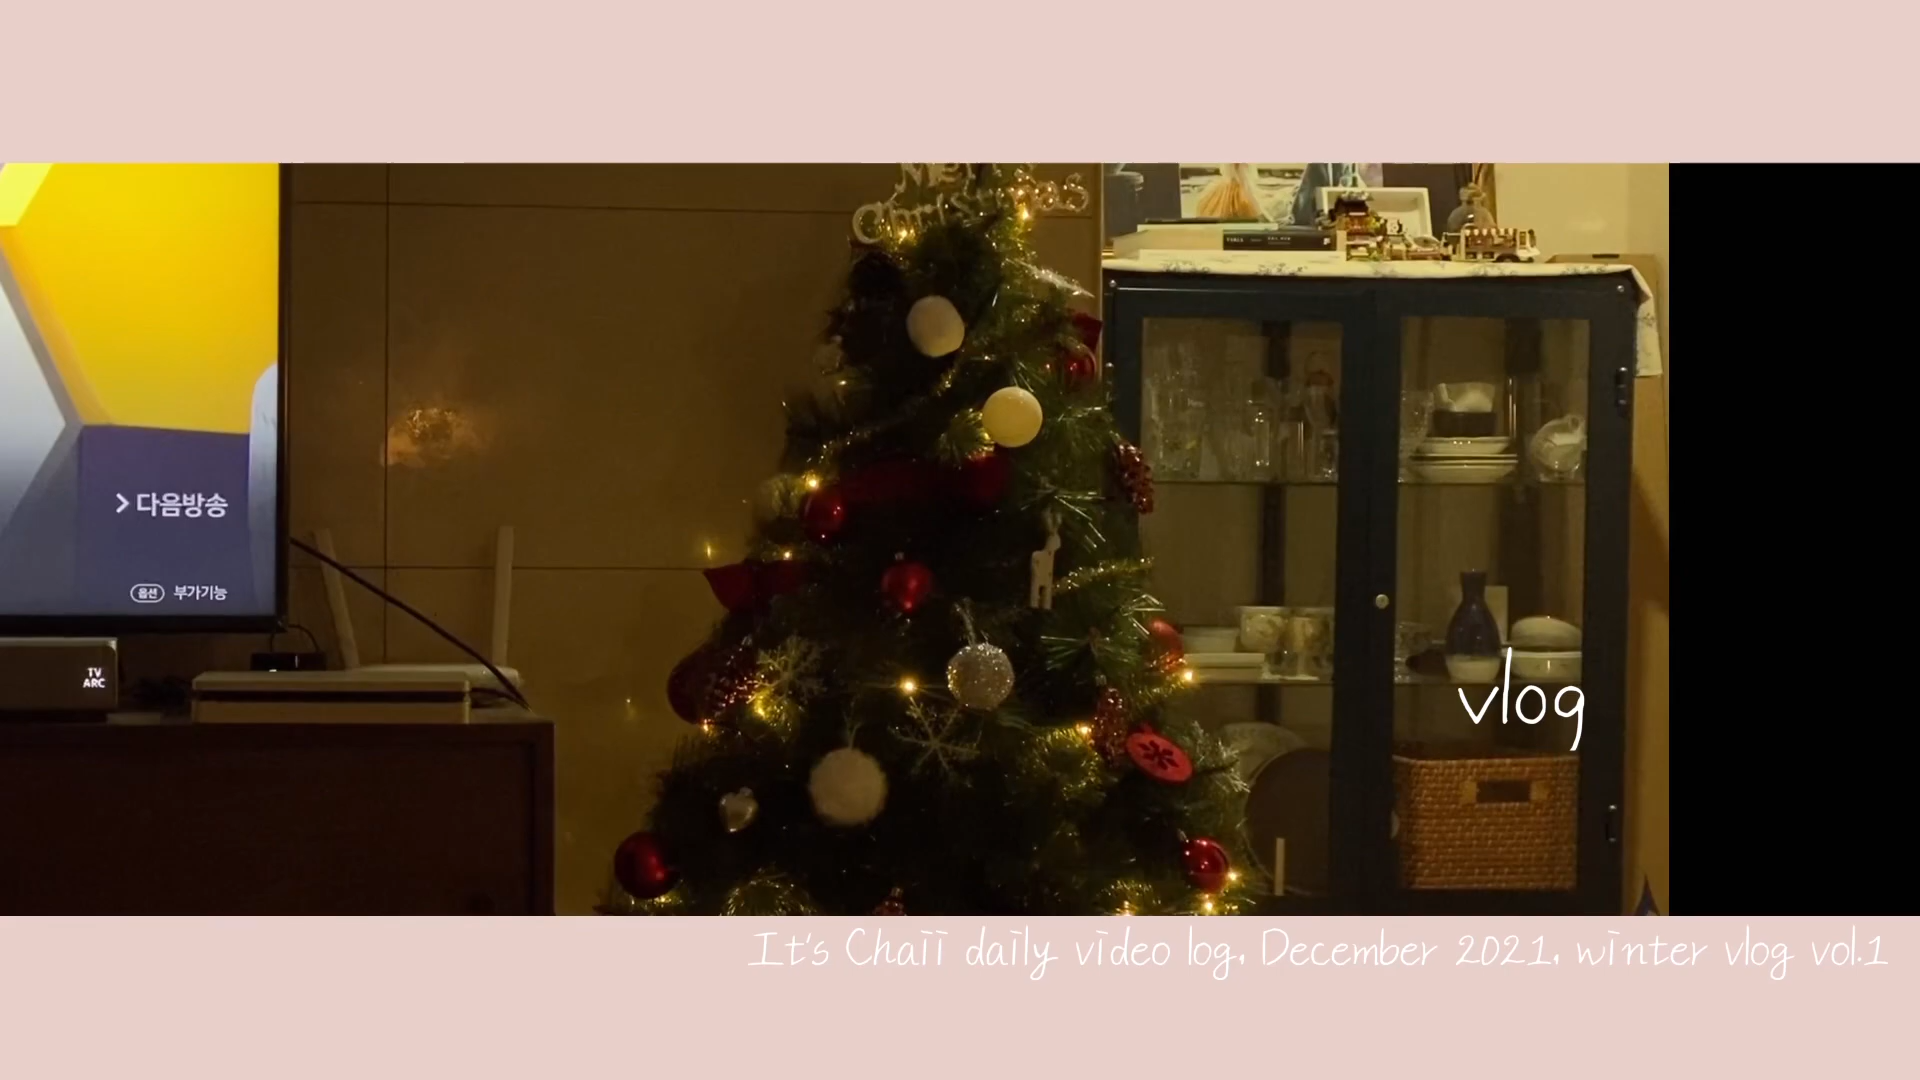 Merry
Christmas
> 다음방송
옵션 부가기능
TV
ARC
vlog
It's Chaii daily video log, December 2021, winter vlog vol.1